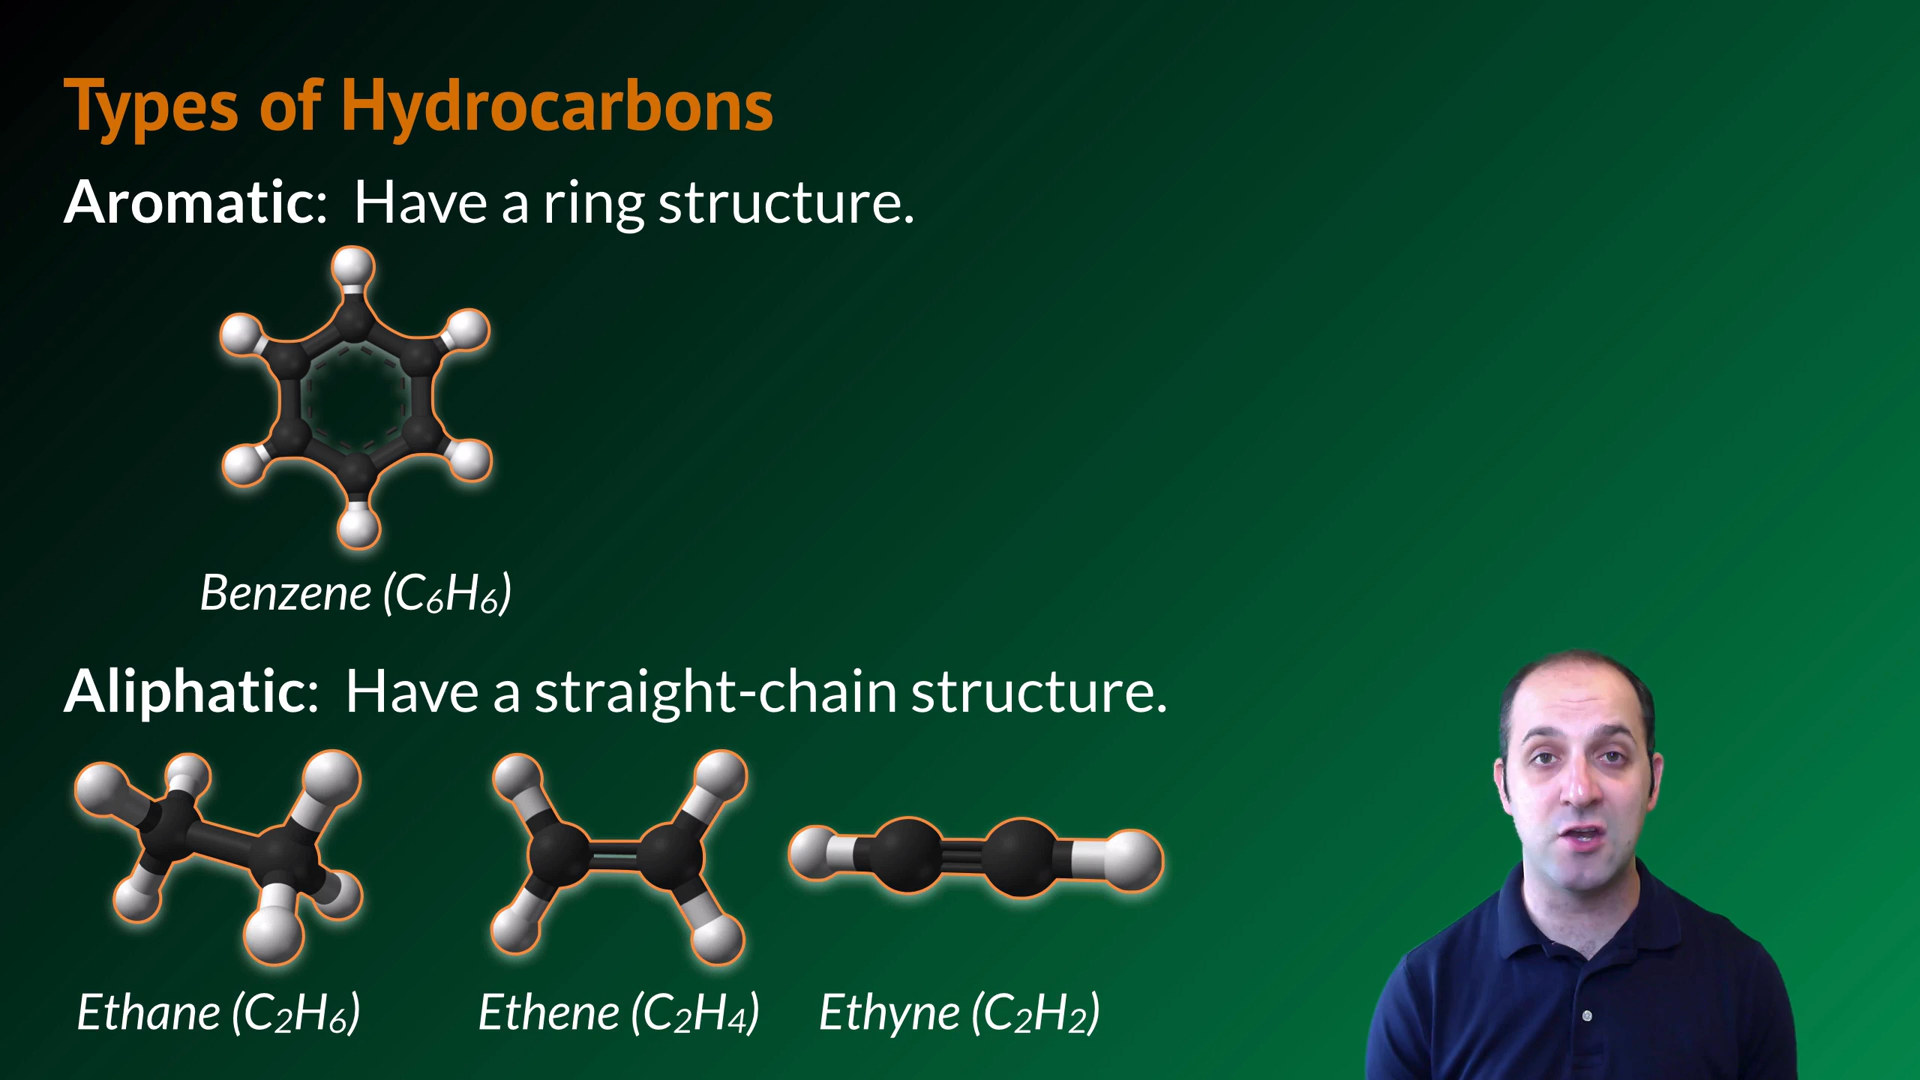 Types of Hydrocarbons
Aromatic: Have a ring structure.
Benzene (C₆H₆)
Aliphatic: Have a straight-chain structure.
Ethane (C₂H₆) Ethene (C₂H₄) Ethyne (C₂H₂)